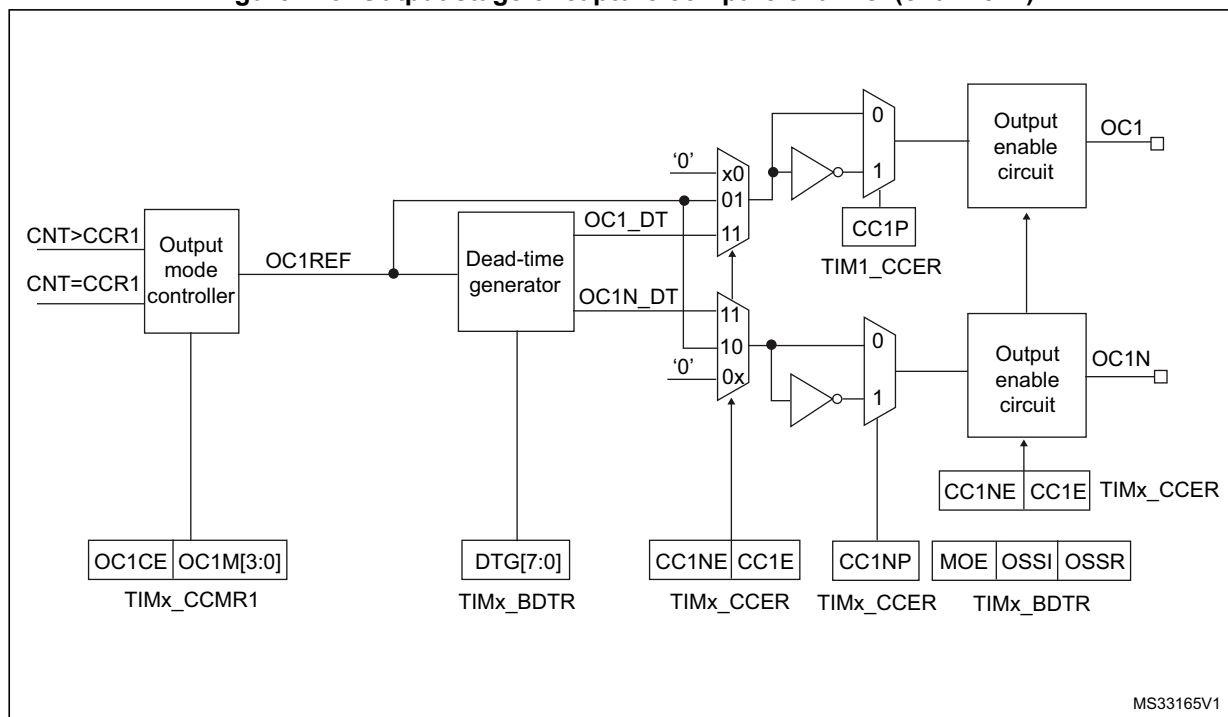 CNT>CCR1
CNT=CCR1
Output
mode
controller
OC1REF
Dead-time
generator
OC1_DT
OC1N_DT
‘0’
x0
01
11
11
10
‘0’
0x
0
1
CC1P
TIM1_CCER
Output
enable
circuit
OC1
0
1
Output
enable
circuit
OC1N
CC1NE CC1E TIMx_CCER
OC1CE OC1M[3:0]
TIMx_CCMR1
DTG[7:0]
TIMx_BDTR
CC1NE CC1E
TIMx_CCER
CC1NP
TIMx_CCER
MOE OSSI OSSR
TIMx_BDTR
MS33165V1